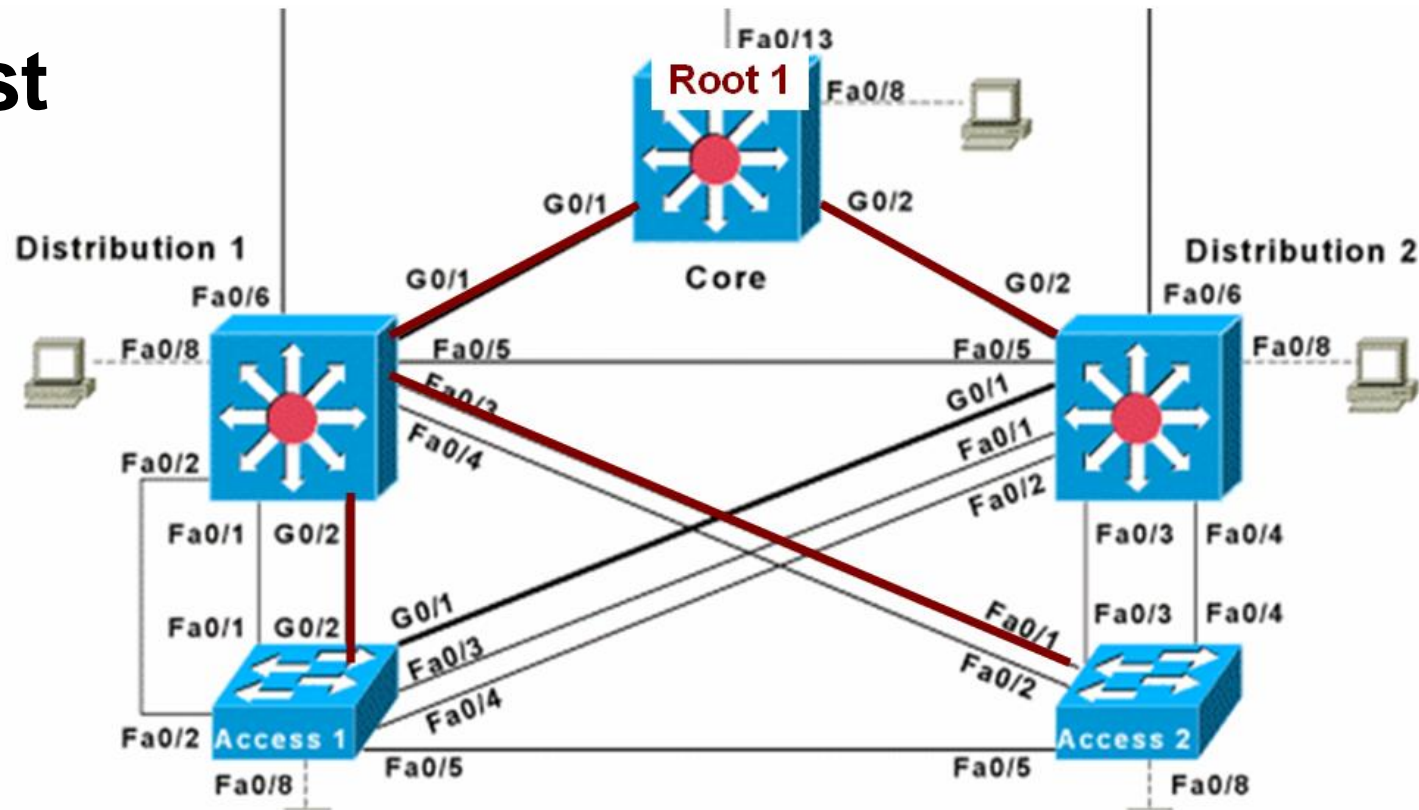 st
Fa0/13
Root 1
Fa0/8
G0/1
G0/2
Distribution 1
Core
Distribution 2
G0/1
G0/2
Fa0/6
Fa0/6
Fa0/8
Fa0/5
Fa0/5
Fa0/8
Fa0/3
G0/1
Fa0/4
Fa0/1
Fa0/2
Fa0/2
Fa0/1
G0/2
Fa0/3
Fa0/4
Fa0/1
G0/2
G0/1
Fa0/1
Fa0/3
Fa0/4
Fa0/3
Fa0/2
Fa0/4
Fa0/2
Access 1
Access 2
Fa0/5
Fa0/5
Fa0/8
Fa0/8